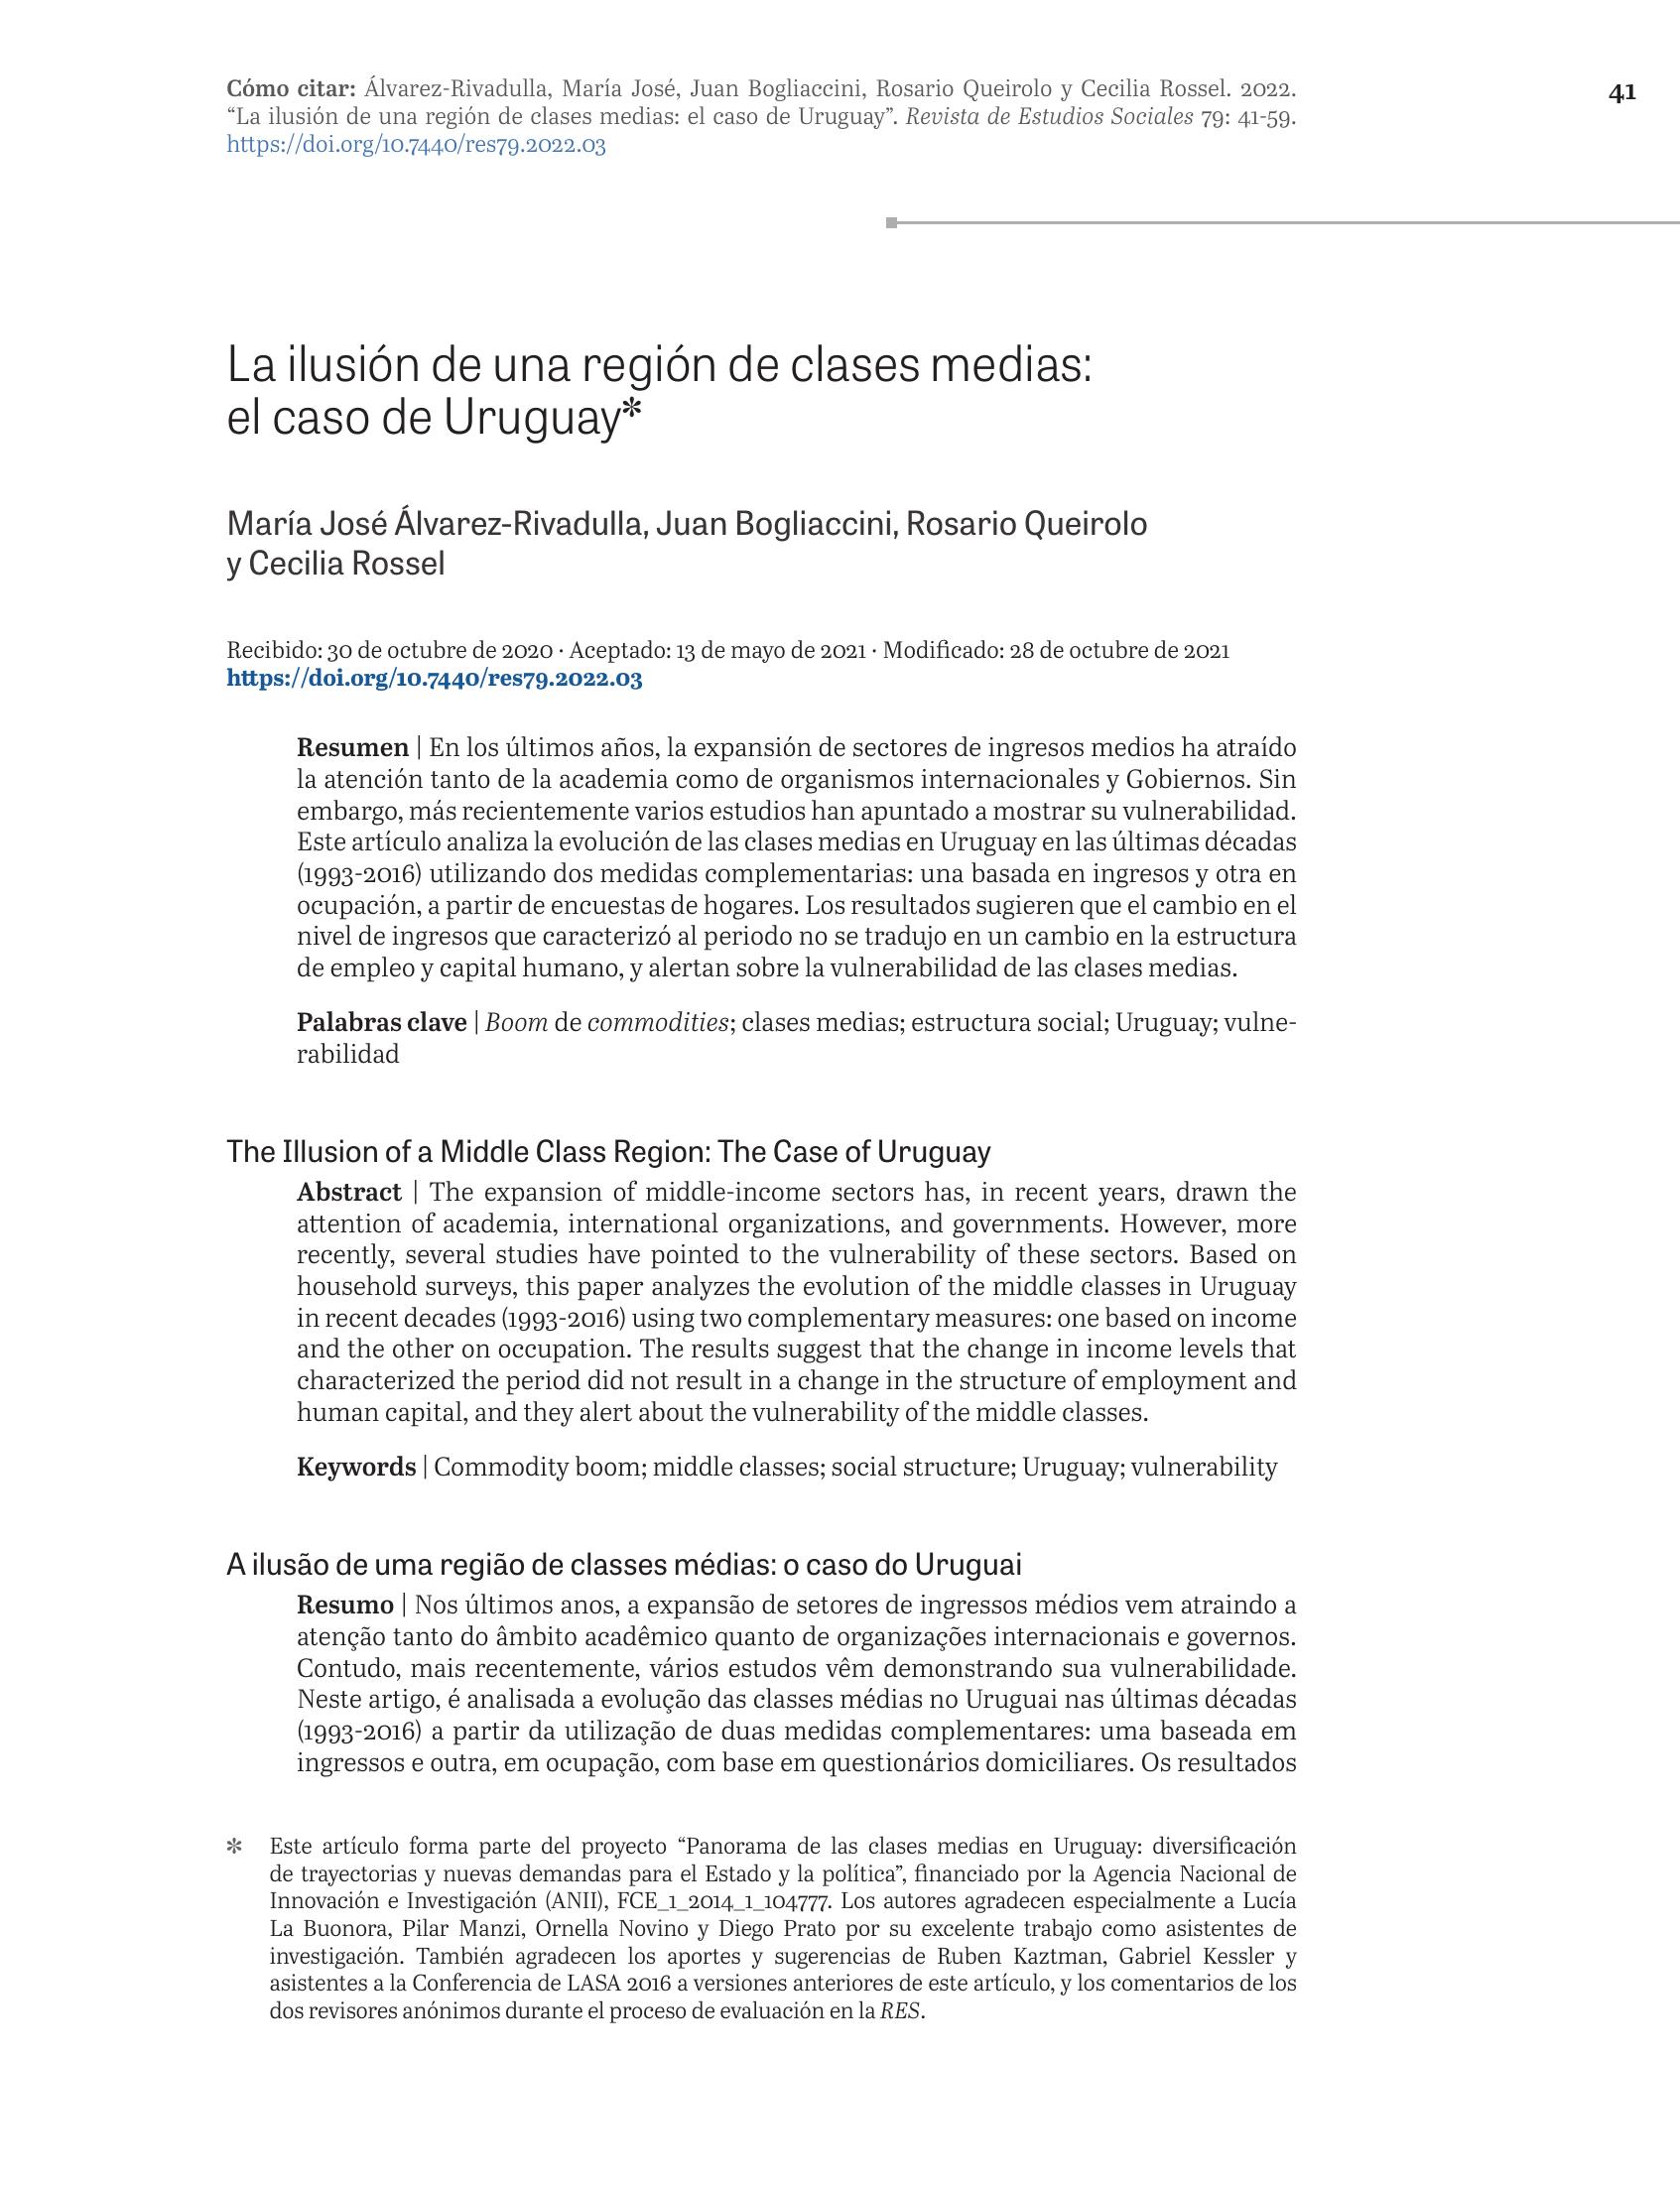 Cómo citar: Álvarez-Rivadulla, María José, Juan Bogliaccini, Rosario Queirolo y Cecilia Rossel. 2022.
“La ilusión de una región de clases medias: el caso de Uruguay”. Revista de Estudios Sociales 79: 41-59.
https://doi.org/10.7440/res79.2022.03
41
La ilusión de una región de clases medias:
el caso de Uruguay*
María José Álvarez-Rivadulla, Juan Bogliaccini, Rosario Queirolo
y Cecilia Rossel
Recibido: 30 de octubre de 2020 · Aceptado: 13 de mayo de 2021 · Modificado: 28 de octubre de 2021
https://doi.org/10.7440/res79.2022.03
Resumen | En los últimos años, la expansión de sectores de ingresos medios ha atraído
la atención tanto de la academia como de organismos internacionales y Gobiernos. Sin
embargo, más recientemente varios estudios han apuntado a mostrar su vulnerabilidad.
Este artículo analiza la evolución de las clases medias en Uruguay en las últimas décadas
(1993-2016) utilizando dos medidas complementarias: una basada en ingresos y otra en
ocupación, a partir de encuestas de hogares. Los resultados sugieren que el cambio en el
nivel de ingresos que caracterizó al periodo no se tradujo en un cambio en la estructura
de empleo y capital humano, y alertan sobre la vulnerabilidad de las clases medias.
Palabras clave | Boom de commodities; clases medias; estructura social; Uruguay; vulne-
rabilidad
The Illusion of a Middle Class Region: The Case of Uruguay
Abstract | The expansion of middle-income sectors has, in recent years, drawn the
attention of academia, international organizations, and governments. However, more
recently, several studies have pointed to the vulnerability of these sectors. Based on
household surveys, this paper analyzes the evolution of the middle classes in Uruguay
in recent decades (1993-2016) using two complementary measures: one based on income
and the other on occupation. The results suggest that the change in income levels that
characterized the period did not result in a change in the structure of employment and
human capital, and they alert about the vulnerability of the middle classes.
Keywords | Commodity boom; middle classes; social structure; Uruguay; vulnerability
A ilusão de uma região de classes médias: o caso do Uruguai
Resumo | Nos últimos anos, a expansão de setores de ingressos médios vem atraindo a
atenção tanto do âmbito acadêmico quanto de organizações internacionais e governos.
Contudo, mais recentemente, vários estudos vêm demonstrando sua vulnerabilidade.
Neste artigo, é analisada a evolução das classes médias no Uruguai nas últimas décadas
(1993-2016) a partir da utilização de duas medidas complementares: uma baseada em
ingressos e outra, em ocupação, com base em questionários domiciliares. Os resultados
* Este artículo forma parte del proyecto “Panorama de las clases medias en Uruguay: diversificación
de trayectorias y nuevas demandas para el Estado y la política”, financiado por la Agencia Nacional de
Innovación e Investigación (ANII), FCE_1_2014_1_104777. Los autores agradecen especialmente a Lucía
La Buonora, Pilar Manzi, Ornella Novino y Diego Prato por su excelente trabajo como asistentes de
investigación. También agradecen los aportes y sugerencias de Ruben Kaztman, Gabriel Kessler y
asistentes a la Conferencia de LASA 2016 a versiones anteriores de este artículo, y los comentarios de los
dos revisores anónimos durante el proceso de evaluación en la RES.